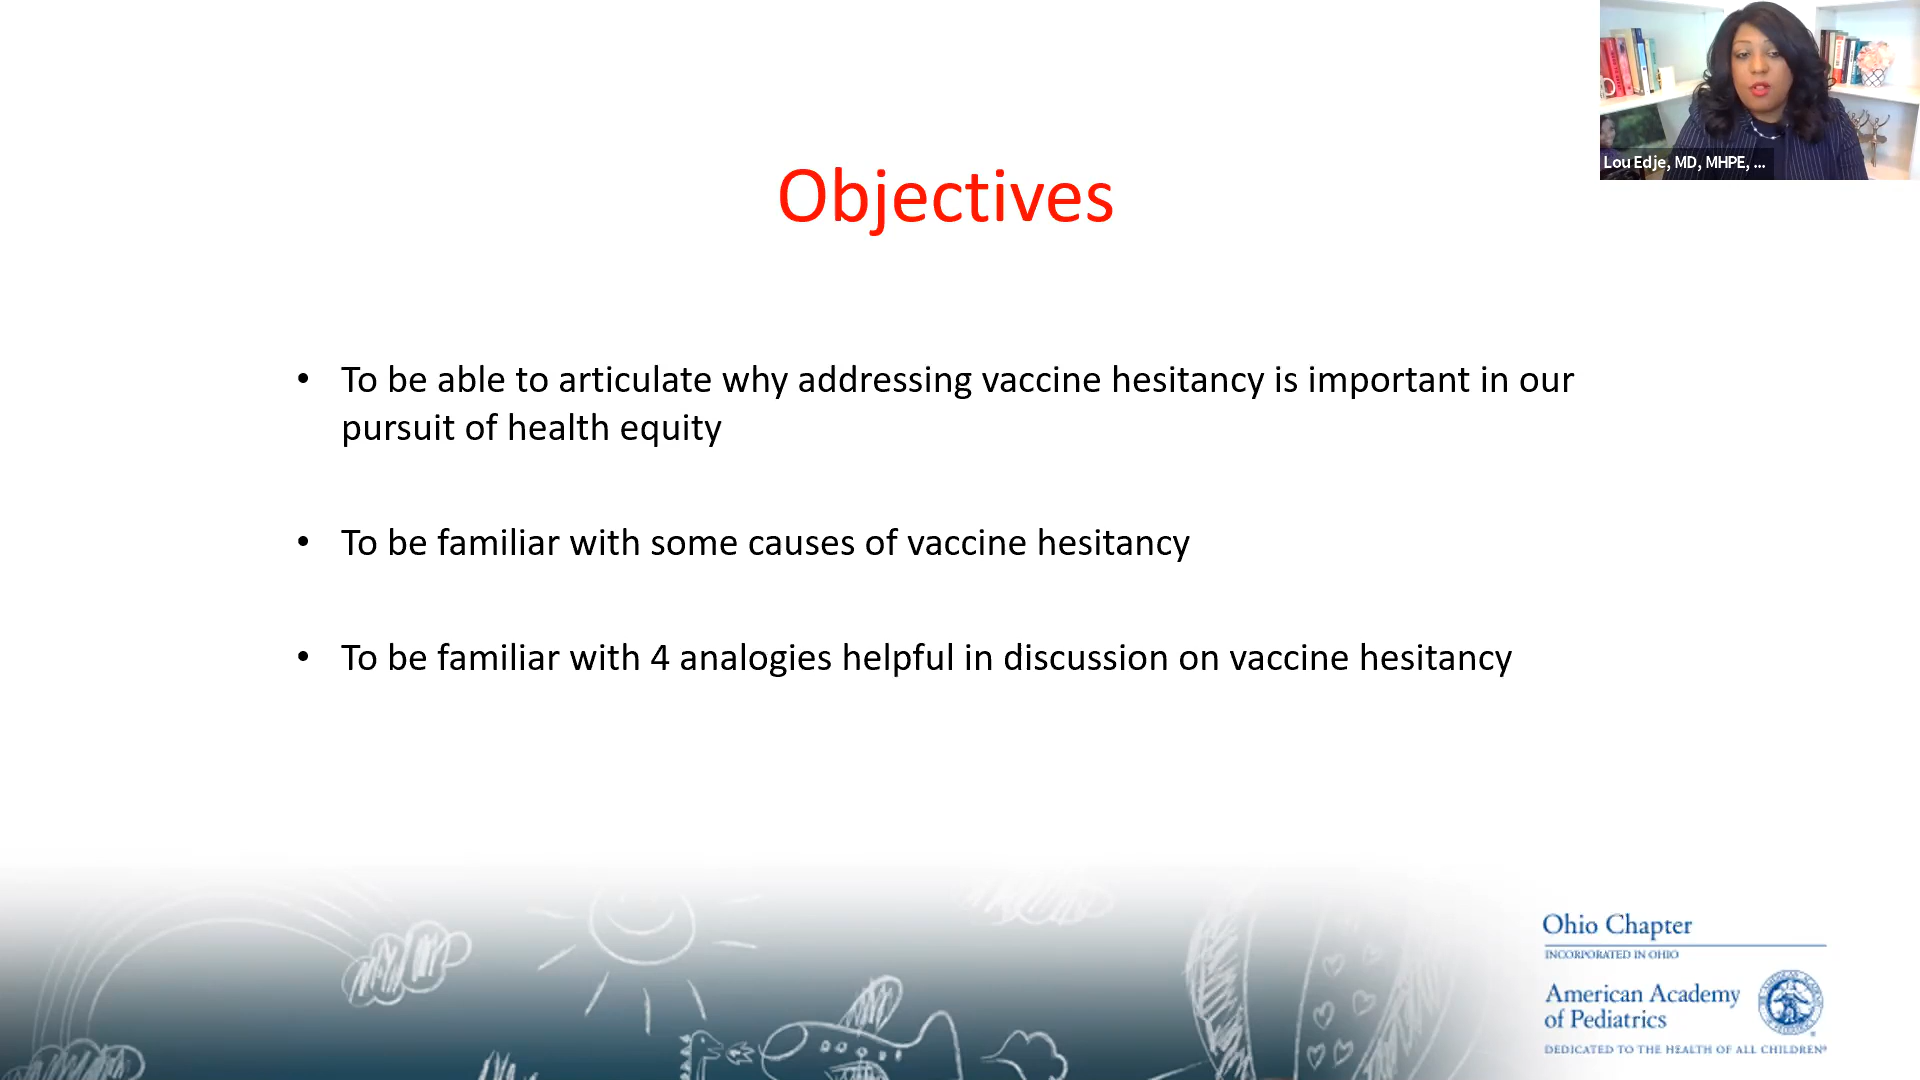 Lou Edje, MD, MHPE, ...
Objectives
• To be able to articulate why addressing vaccine hesitancy is important in our
pursuit of health equity
• To be familiar with some causes of vaccine hesitancy
• To be familiar with 4 analogies helpful in discussion on vaccine hesitancy
Ohio Chapter
INCORPORATED IN OHIO
American Academy
of Pediatrics
DEDICATED TO THE HEALTH OF ALL CHILDREN®